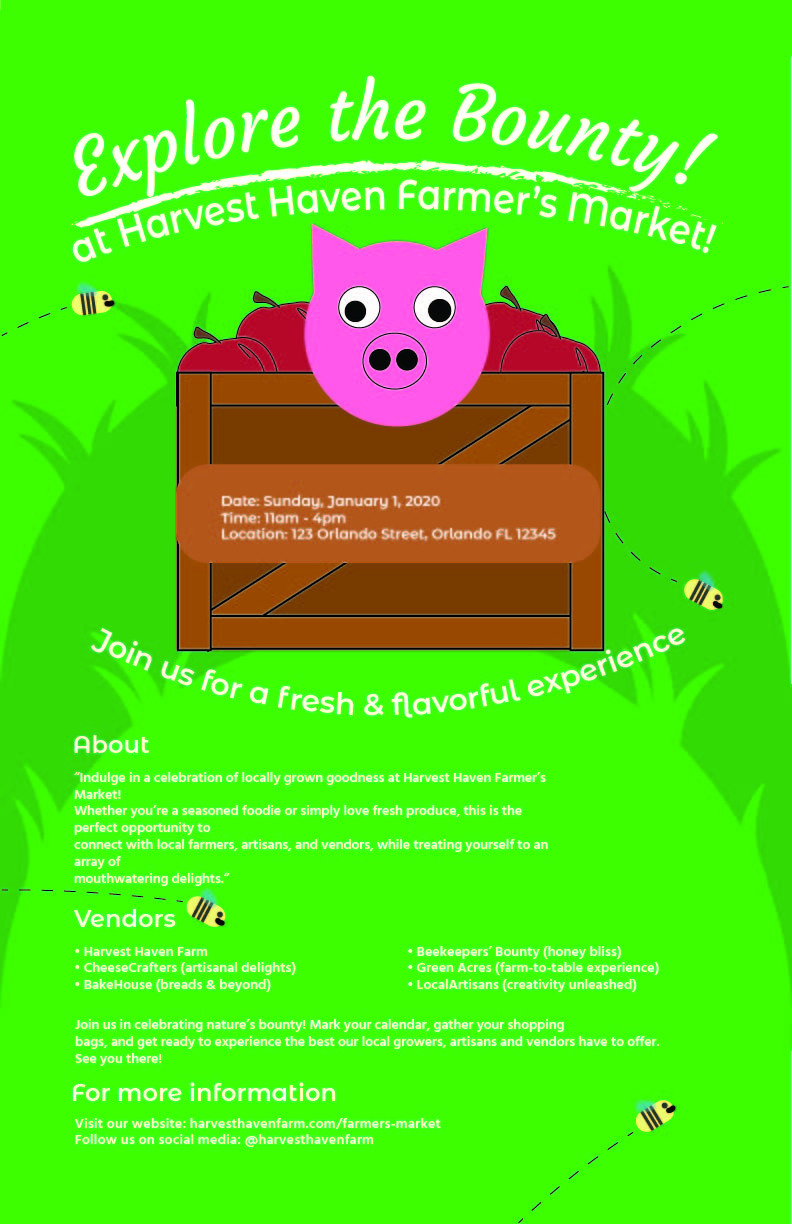 Explore the Bounty!
at Harvest Haven Farmer’s Market!
Date: Sunday, January 1, 2020
Time: 11am - 4pm
Location: 123 Orlando Street, Orlando FL 12345
Join us for a fresh & flavorful experience
About
“Indulge in a celebration of locally grown goodness at Harvest Haven Farmer’s
Market!
Whether you’re a seasoned foodie or simply love fresh produce, this is the
perfect opportunity to
connect with local farmers, artisans, and vendors, while treating yourself to an
array of
mouthwatering delights.”
Vendors
• Harvest Haven Farm
• CheeseCrafters (artisanal delights)
• BakeHouse (breads & beyond)
• Beekeepers’ Bounty (honey bliss)
• Green Acres (farm-to-table experience)
• LocalArtisans (creativity unleashed)
Join us in celebrating nature’s bounty! Mark your calendar, gather your shopping
bags, and get ready to experience the best our local growers, artisans and vendors have to offer.
See you there!
For more information
Visit our website: harvesthavenfarm.com/farmers-market
Follow us on social media: @harvesthavenfarm